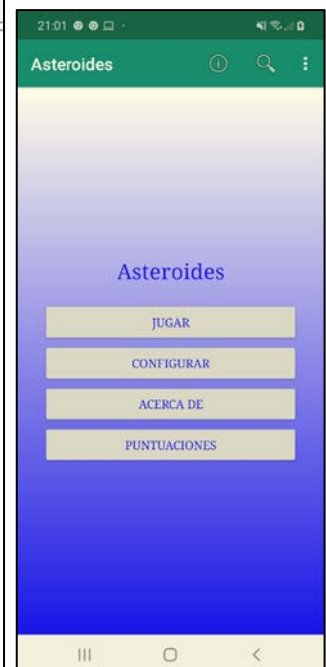 21:01
Asteroides
Asteroides
JUGAR
CONFIGURAR
ACERCA DE
PUNTUACIONES